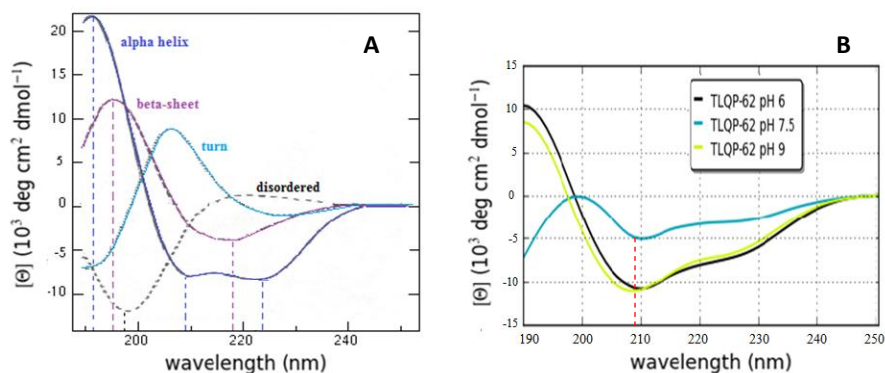 A
alpha helix
beta-sheet
turn
disordered
20
15
10
5
0
-5
-10
[Θ] (10³ deg cm² dmol⁻¹)
200
220
240
wavelength (nm)
B
TLQP-62 pH 6
TLQP-62 pH 7.5
TLQP-62 pH 9
15
10
5
0
-5
-10
-15
[Θ] (10³ deg cm² dmol⁻¹)
190 200 210 220 230 240 250
wavelength (nm)